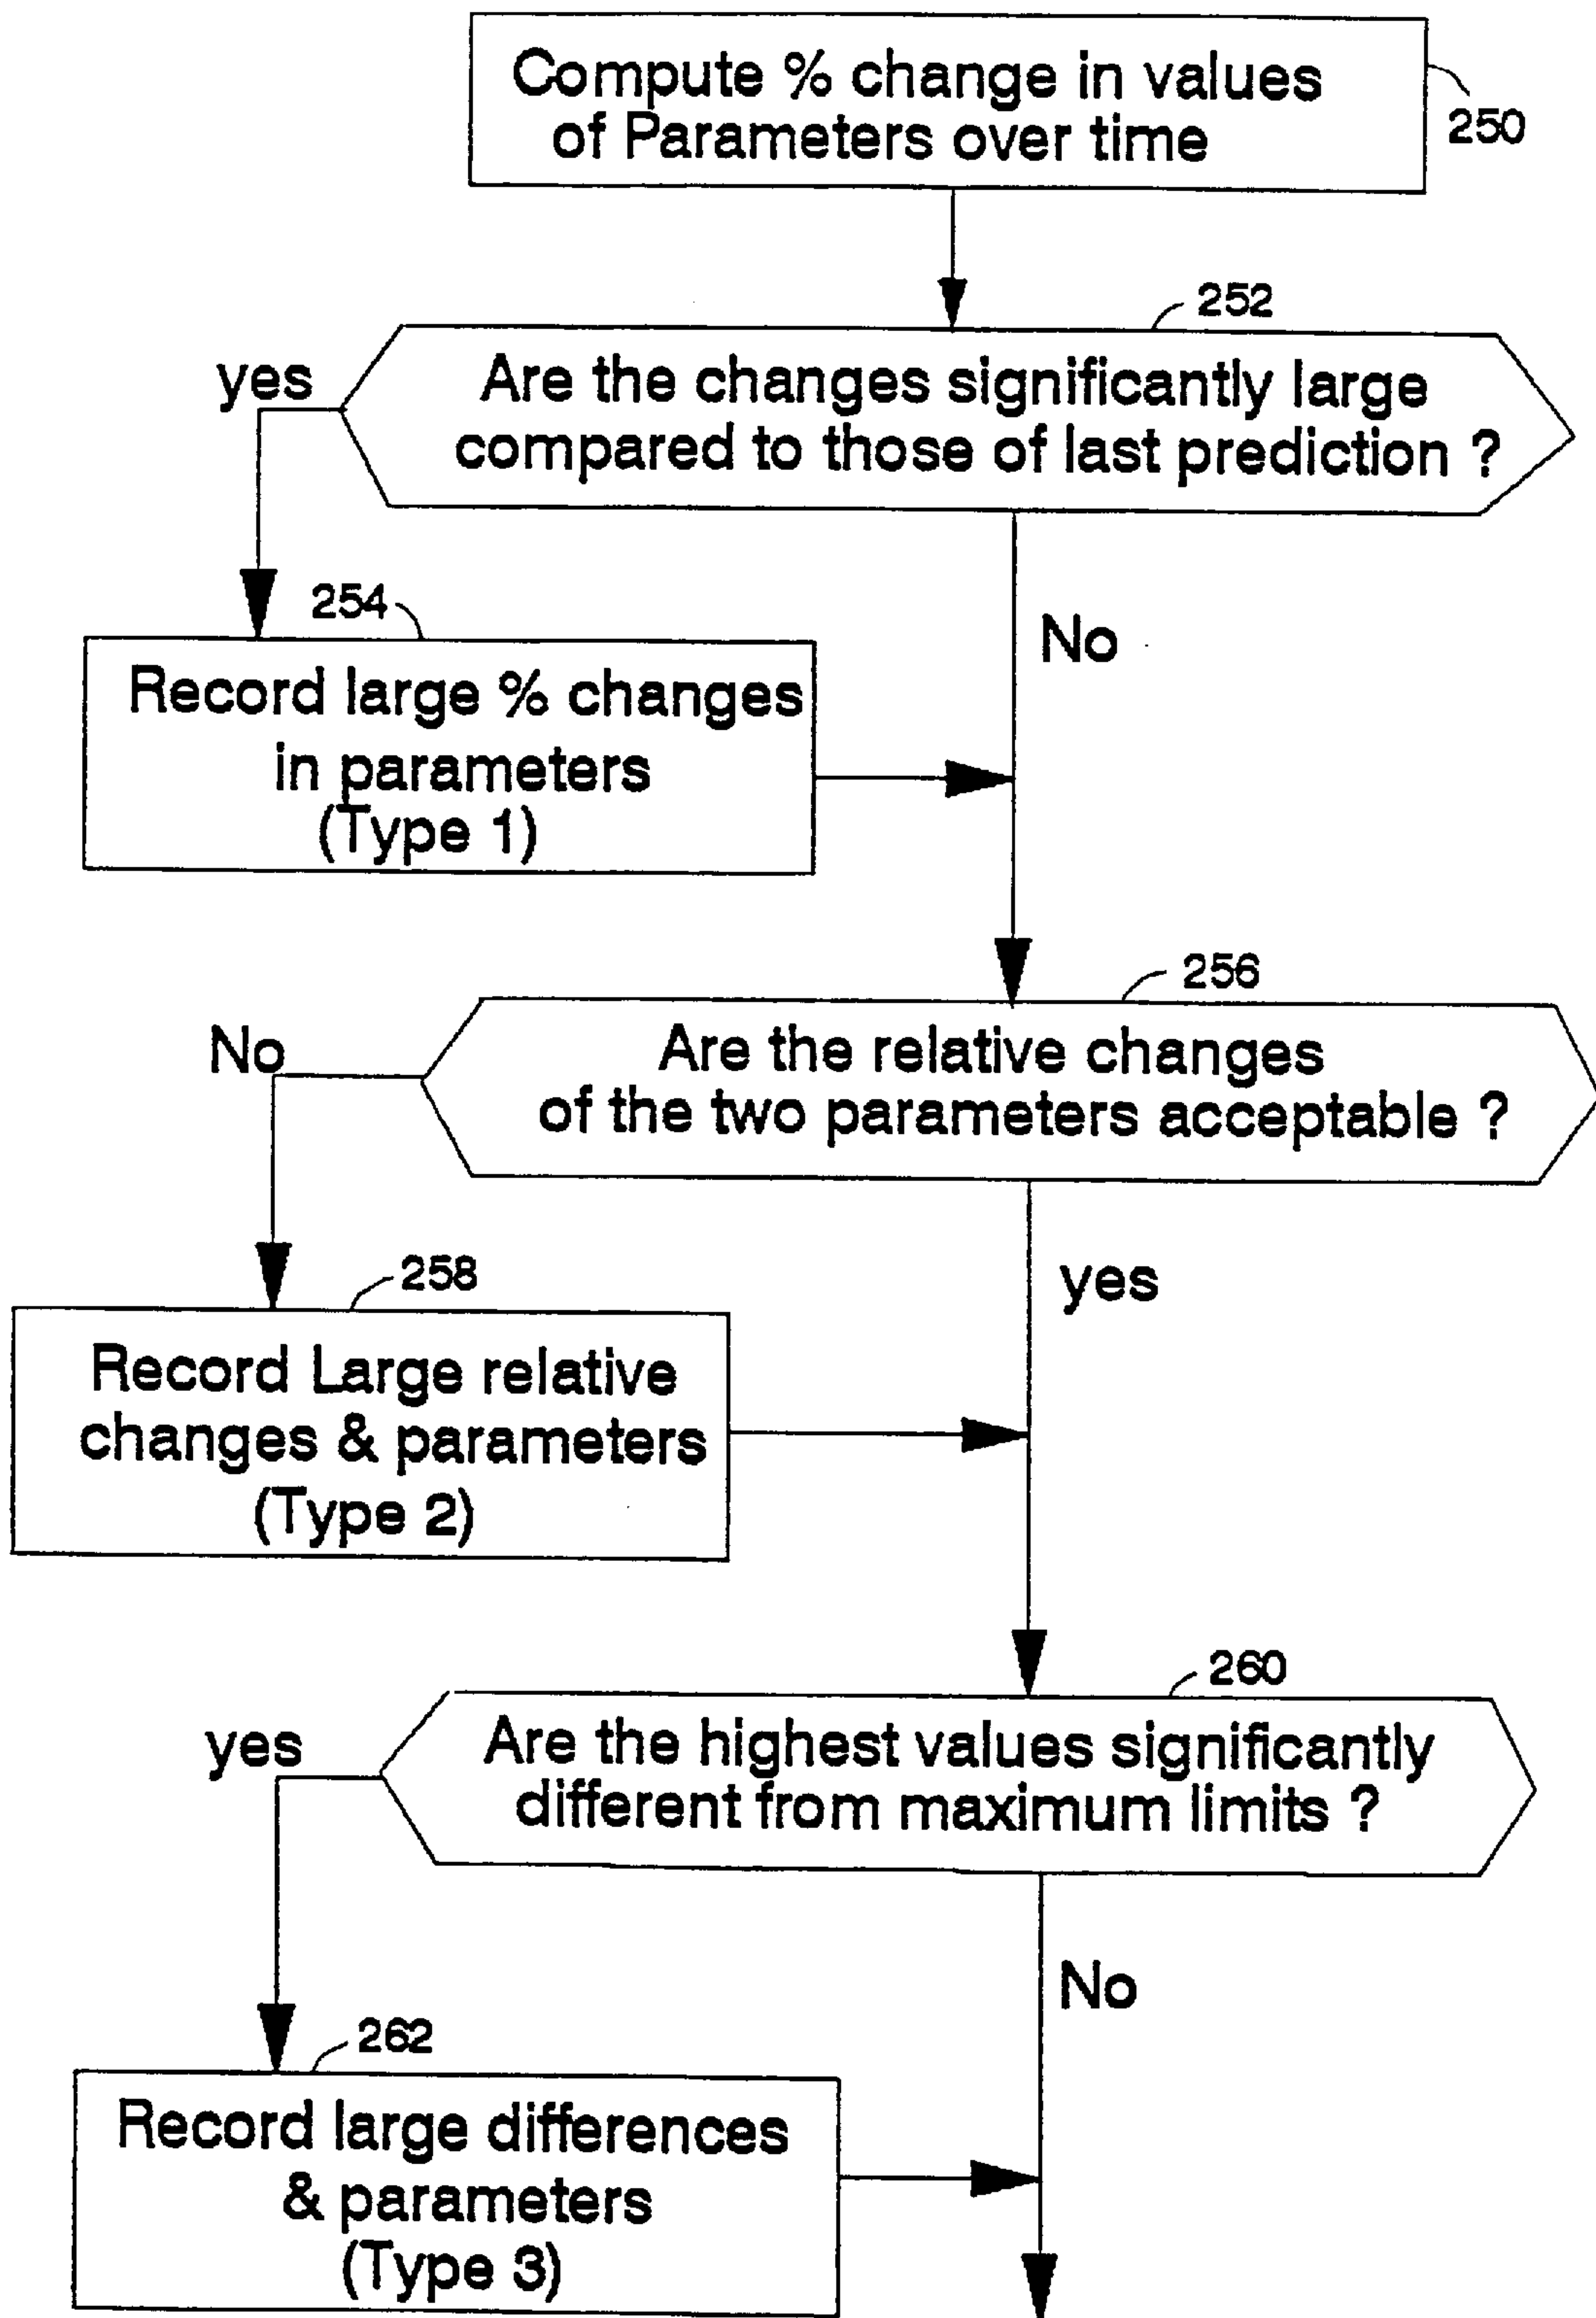 Compute % change in values
of Parameters over time
250
252
yes
Are the changes significantly large
compared to those of last prediction ?
254
No
Record large % changes
in parameters
(Type 1)
256
No
Are the relative changes
of the two parameters acceptable ?
258
yes
Record Large relative
changes & parameters
(Type 2)
260
yes
Are the highest values significantly
different from maximum limits ?
No
262
Record large differences
& parameters
(Type 3)